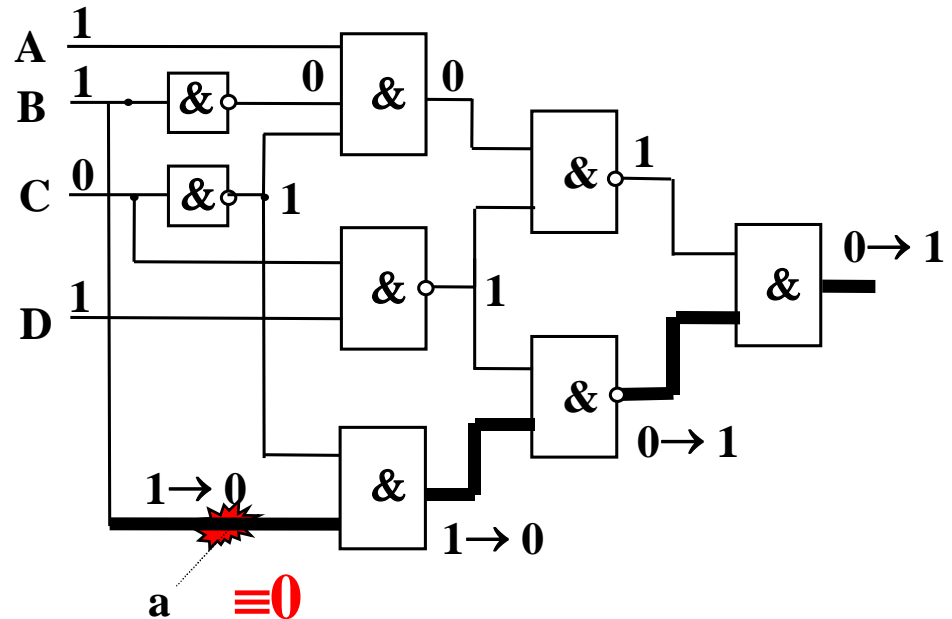 A 1
B 1 & 0 & 0
C 0 & 1
& 1
D 1 & 1
& 0→ 1
& 0→ 1
1→ 0 & 1→ 0
a ≡0